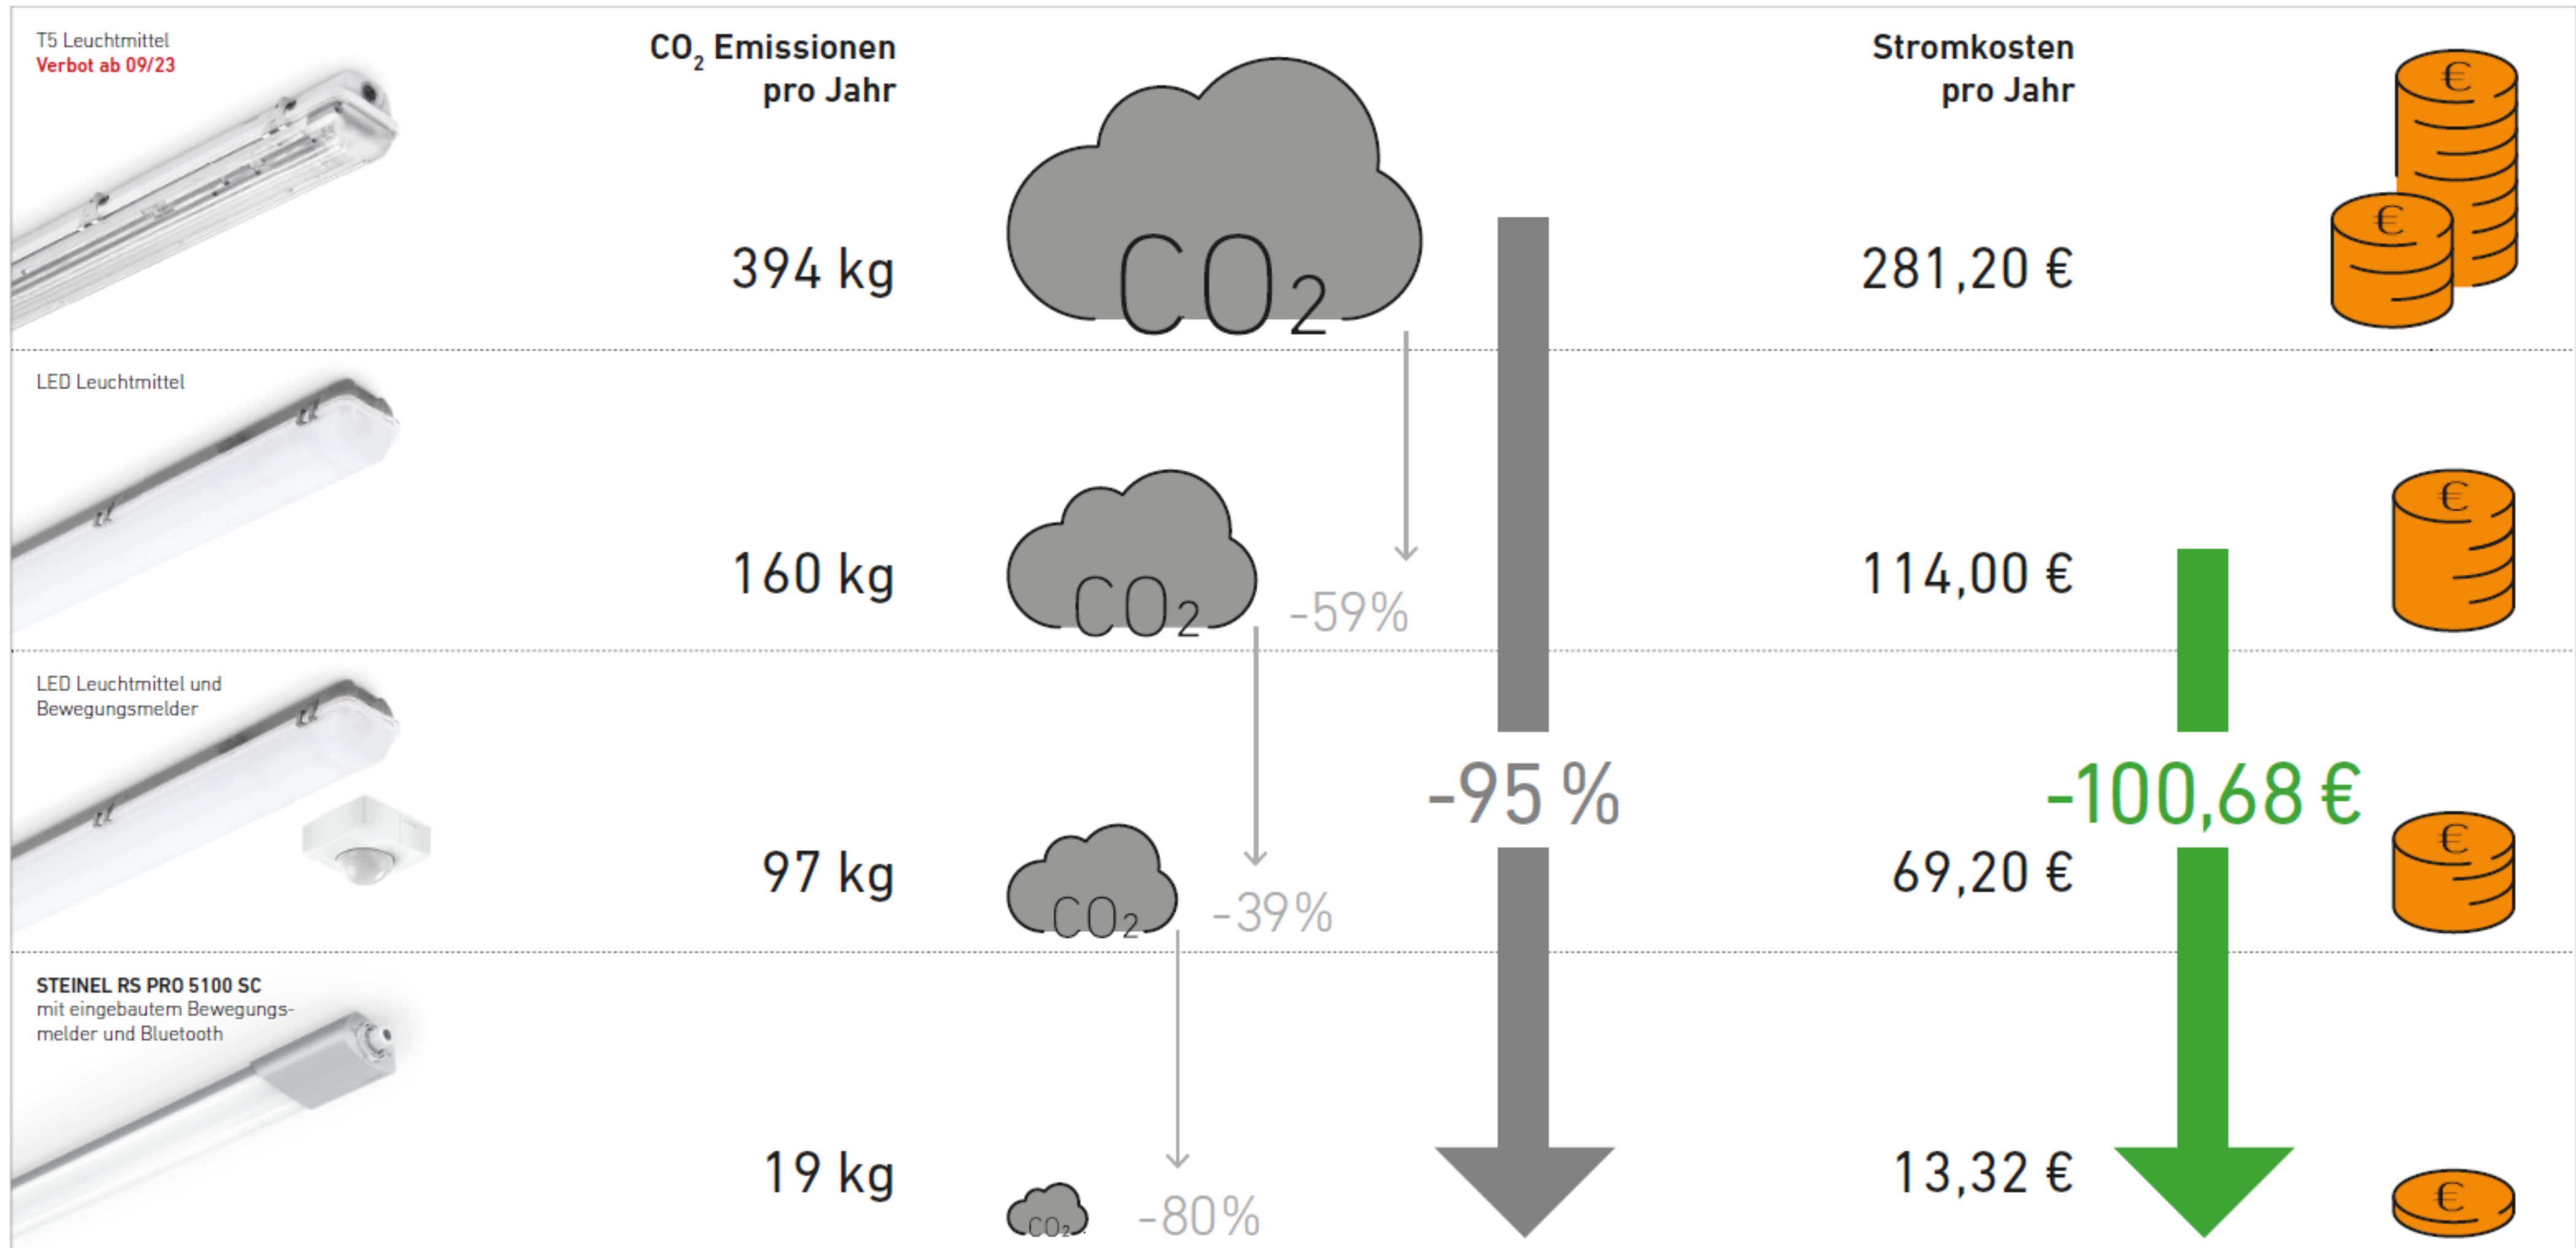 T5 Leuchtmittel
Verbot ab 09/23
CO₂ Emissionen
pro Jahr
Stromkosten
pro Jahr
394 kg
CO₂
281,20 €
€
€
LED Leuchtmittel
160 kg
CO₂
-59%
114,00 €
€
LED Leuchtmittel und
Bewegungsmelder
97 kg
CO₂
-39%
-95 %
69,20 €
-100,68 €
€
STEINEL RS PRO 5100 SC
mit eingebautem Bewegungs-
melder und Bluetooth
19 kg
CO₂
-80%
13,32 €
€